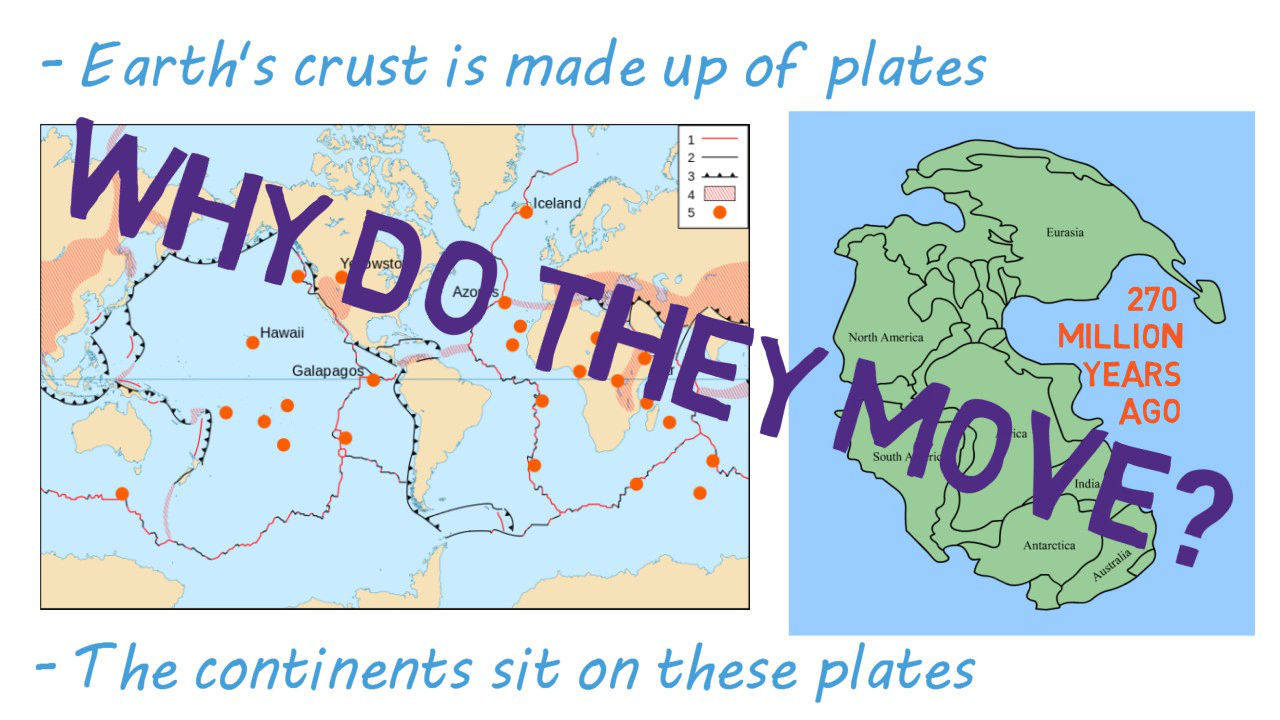 - Earth's crust is made up of plates
WHY DO THEY MOVE?
1
2
3
4
5
Iceland
Hawaii
Galapagos
Eurasia
North America
270
MILLION
YEARS
AGO
South
India
Antarctica
Australia
- The continents sit on these plates